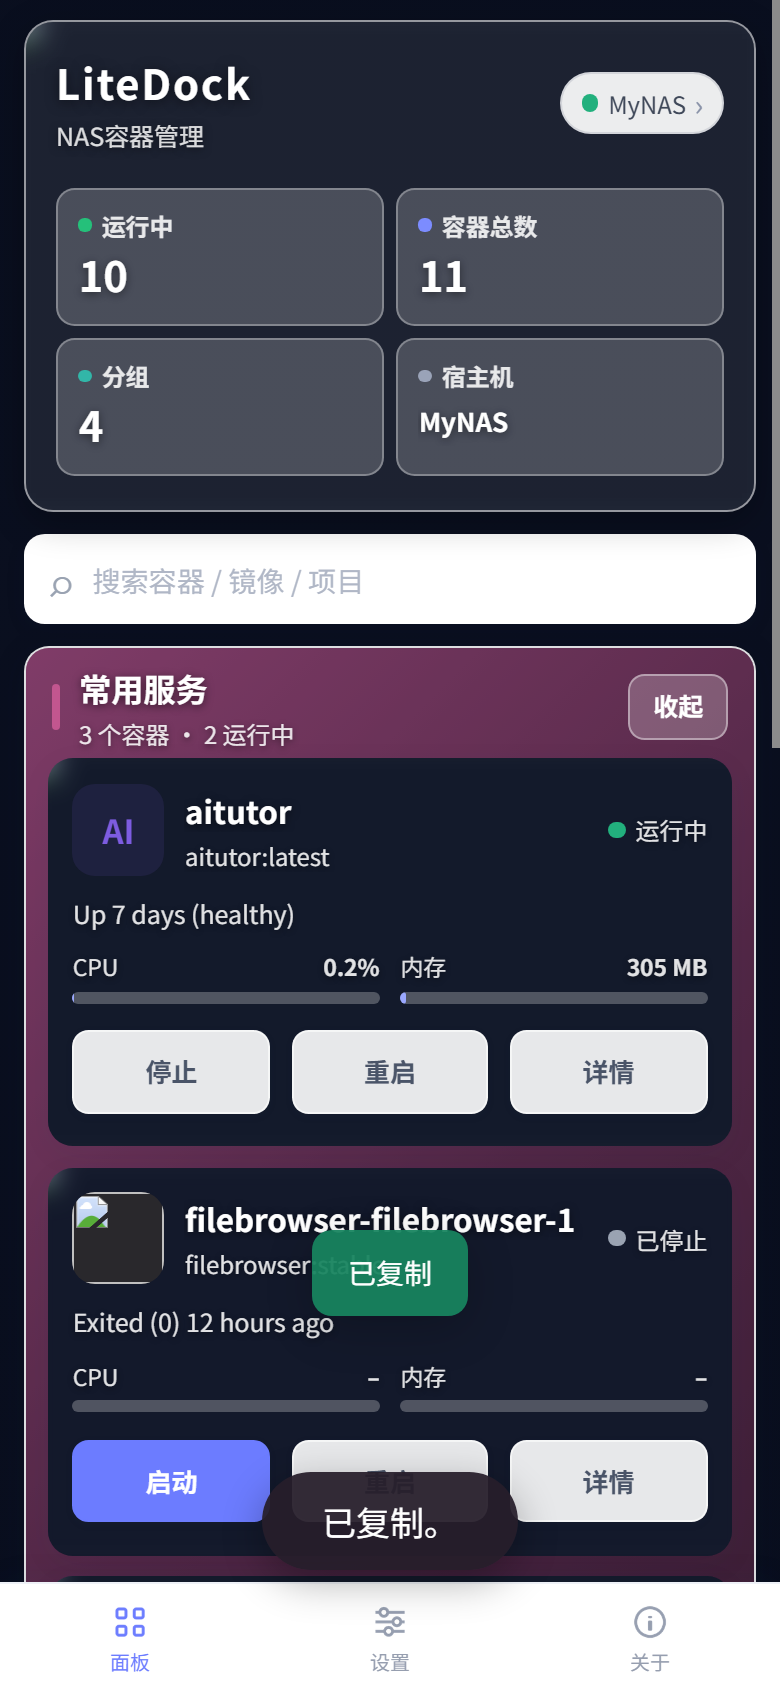 LiteDock
NAS容器管理
MyNAS ›
运行中
10
容器总数
11
分组
4
宿主机
MyNAS
搜索容器 / 镜像 / 项目
常用服务
3 个容器 • 2 运行中
收起
AI
aitutor
aitutor:latest
运行中
Up 7 days (healthy)
CPU
0.2%
内存
305 MB
停止
重启
详情
filebrowser-filebrowser-1
filebrowser:stable
已停止
已复制
Exited (0) 12 hours ago
CPU
–
内存
–
启动
重启
详情
已复制。
面板
设置
关于